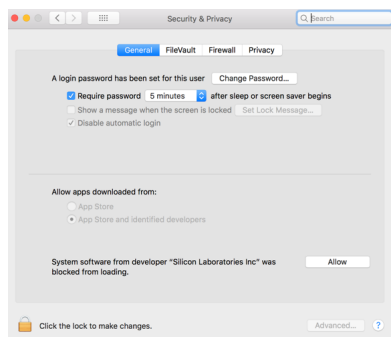 Security & Privacy
Search
General FileVault Firewall Privacy
A login password has been set for this user Change Password...
Require password 5 minutes after sleep or screen saver begins
Show a message when the screen is locked Set Lock Message...
Disable automatic login
Allow apps downloaded from:
App Store
App Store and identified developers
System software from developer “Silicon Laboratories Inc” was Allow
blocked from loading.
Click the lock to make changes. Advanced... ?